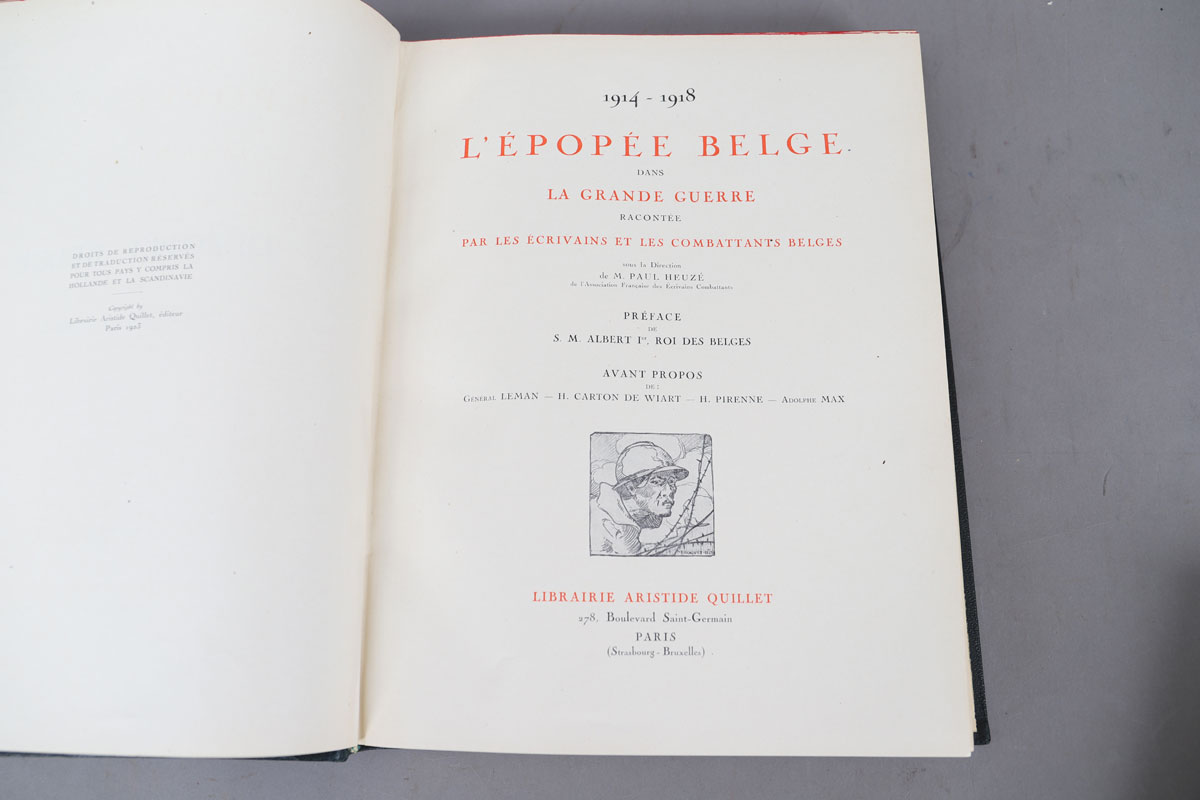 DROITS DE REPRODUCTION
ET DE TRADUCTION RÉSERVÉS
POUR TOUS PAYS Y COMPRIS LA
HOLLANDE ET LA SCANDINAVIE
Copyright by
Librairie Aristide Quillet, éditeur
Paris 1923
1914 - 1918
L'ÉPOPÉE BELGE
DANS
LA GRANDE GUERRE
RACONTÉE
PAR LES ÉCRIVAINS ET LES COMBATTANTS BELGES
sous la Direction
de M. PAUL HEUZÉ
de l'Association Française des Écrivains Combattants
PRÉFACE
DE
S. M. ALBERT Ier, ROI DES BELGES
AVANT PROPOS
DE :
Général LEMAN — H. CARTON DE WIART — H. PIRENNE — Adolphe MAX
LIBRAIRIE ARISTIDE QUILLET
278, Boulevard Saint-Germain
PARIS
(Strasbourg - Bruxelles)